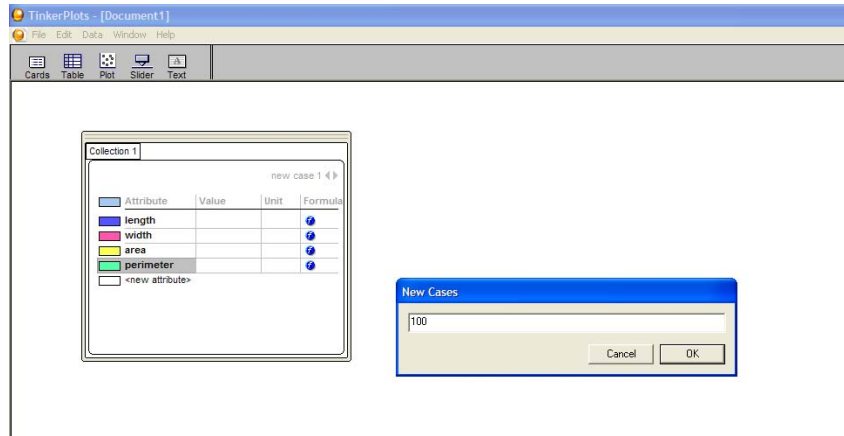 TinkerPlots - [Document1]
File Edit Data Window Help
Cards Table Plot Slider Text
Collection 1
new case 1
Attribute Value Unit Formula
length
width
area
perimeter
<new attribute>
New Cases
100
Cancel OK